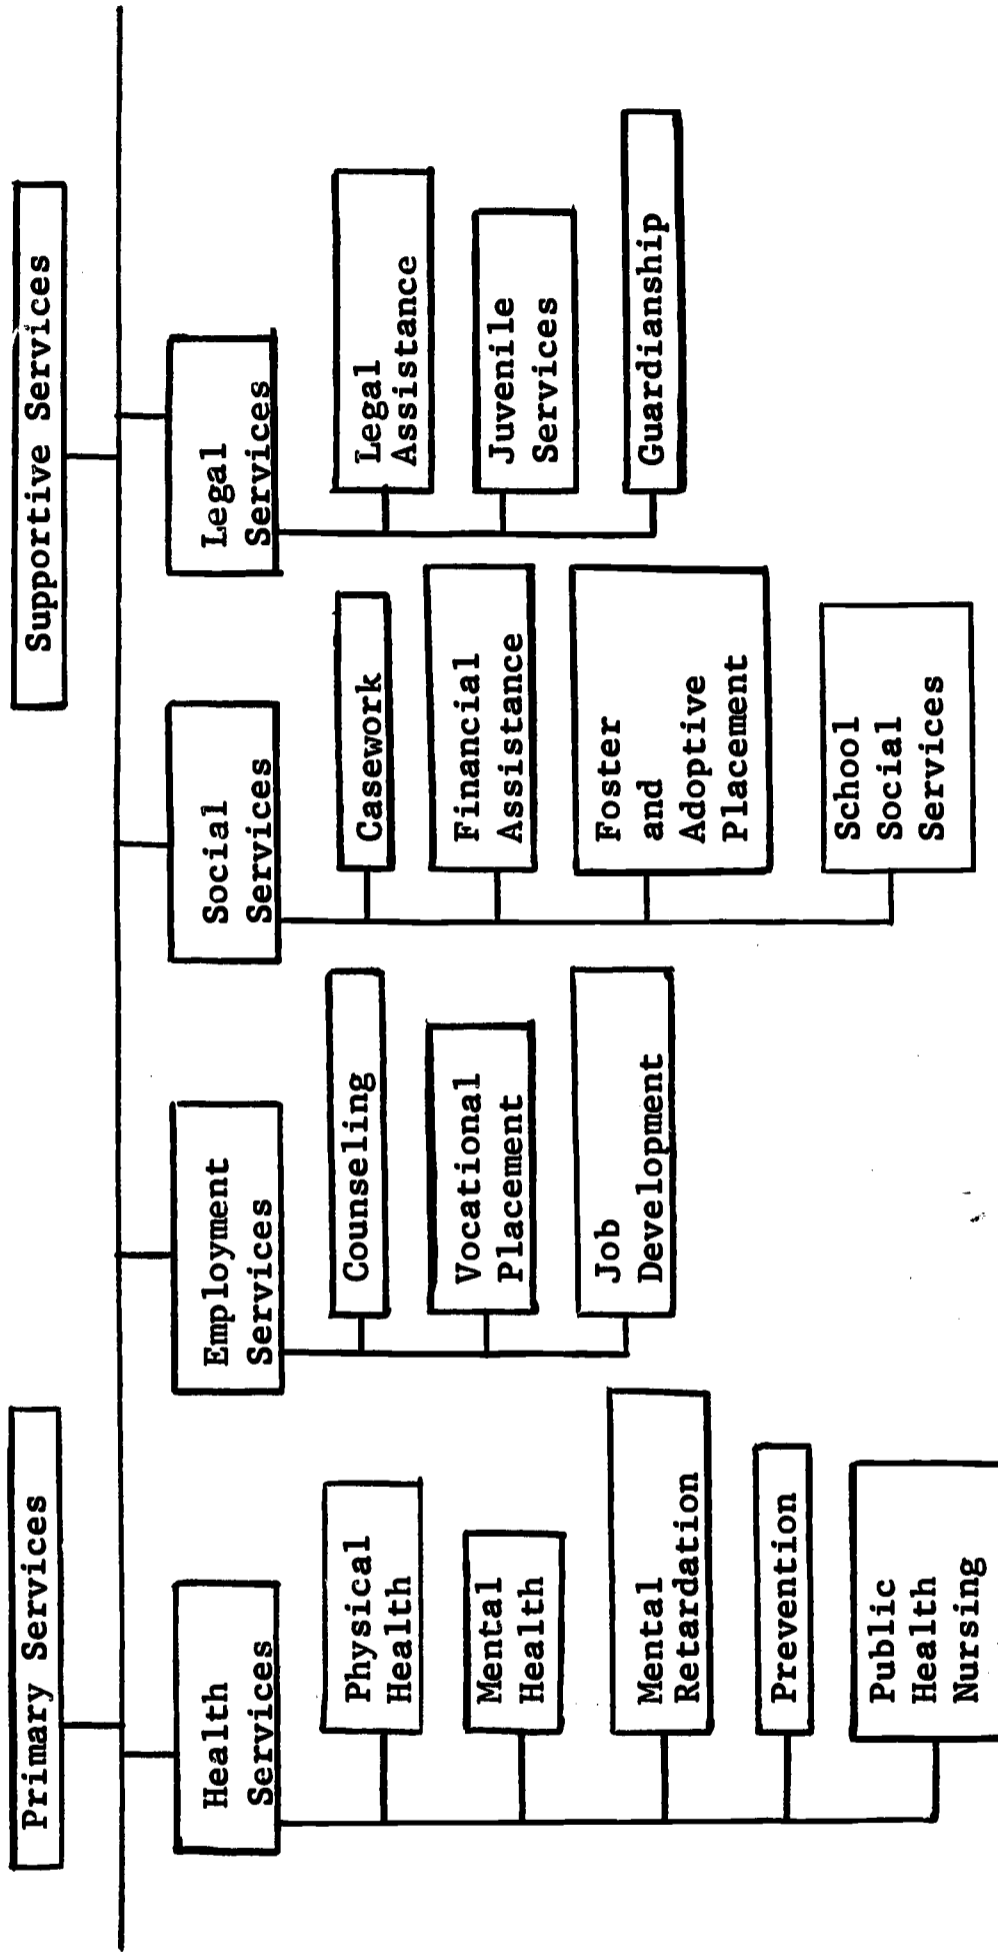 Primary Services
Supportive Services
Health
Services
Physical
Health
Mental
Health
Mental
Retardation
Prevention
Public
Health
Nursing
Employment
Services
Counseling
Vocational
Placement
Job
Development
Social
Services
Casework
Financial
Assistance
Foster
and
Adoptive
Placement
School
Social
Services
Legal
Services
Legal
Assistance
Juvenile
Services
Guardianship